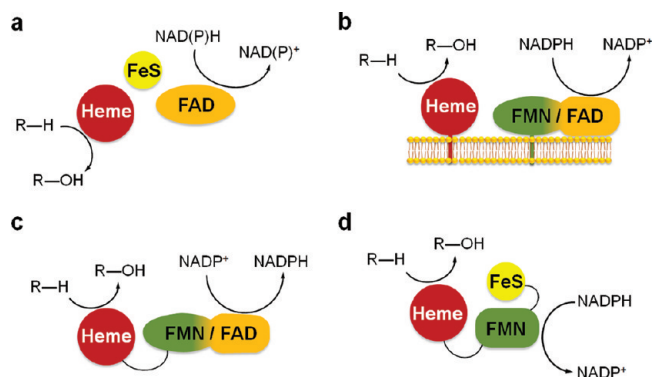 a
NAD(P)H
NAD(P)⁺
FeS
Heme
FAD
R—H
R—OH
b
R—OH
NADPH
NADP⁺
R—H
Heme
FMN / FAD
c
R—OH
NADP⁺
NADPH
R—H
Heme
FMN / FAD
d
R—OH
R—H
FeS
NADPH
Heme
FMN
NADP⁺